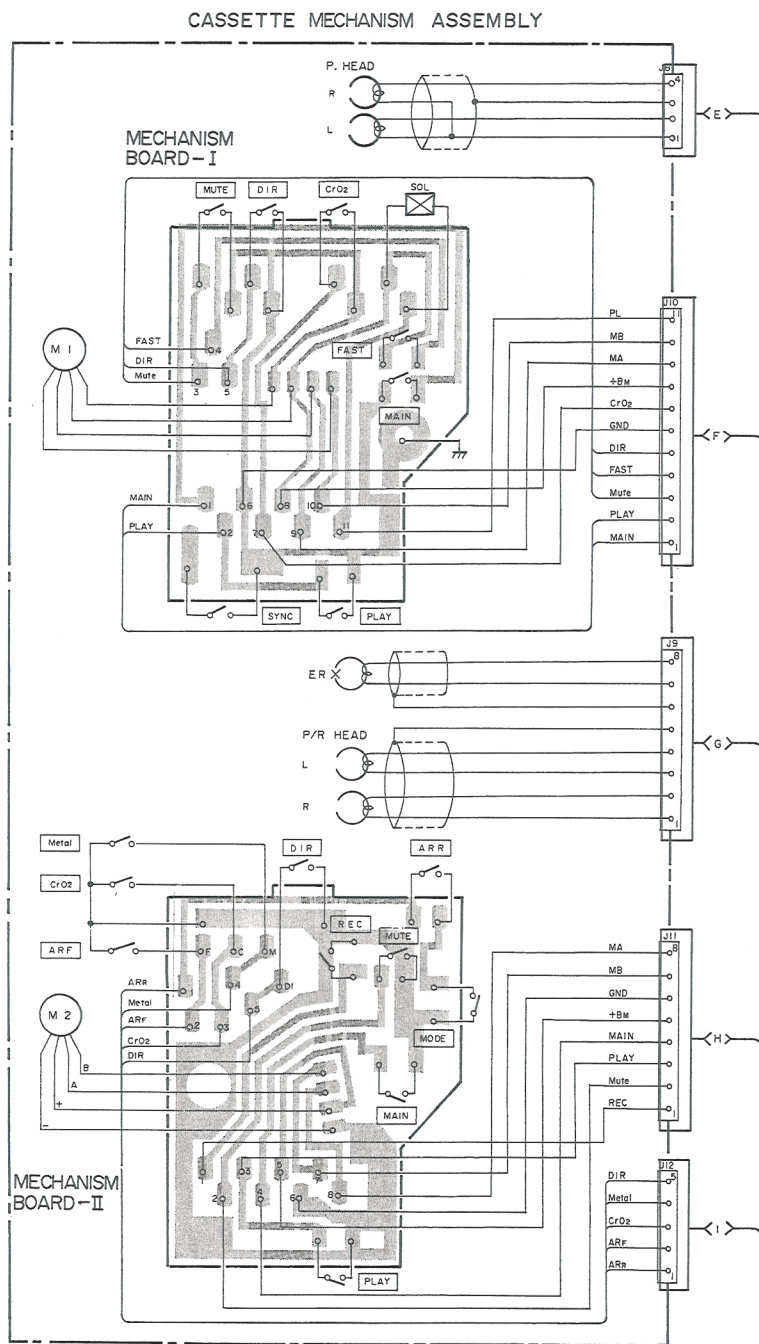 CASSETTE MECHANISM ASSEMBLY
P. HEAD
R
L
4
1
E
MECHANISM
BOARD-I
MUTE
DIR
CrO2
SOL
J10
11
PL
MB
MA
+BM
CrO2
GND
DIR
FAST
Mute
PLAY
MAIN
1
F
M 1
FAST
DIR
Mute
4
3
5
FAST
MAIN
MAIN
PLAY
1
6
8
10
2
7
9
11
SYNC
PLAY
J9
8
1
G
ER
P/R HEAD
L
R
Metal
CrO2
ARF
DIR
ARR
REC
MUTE
F
C
M
DI
4
5
2
3
ARR
Metal
ARF
CrO2
DIR
M 2
B
A
+
-
MODE
MAIN
J11
8
MA
MB
GND
+BM
MAIN
PLAY
Mute
REC
1
H
MECHANISM
BOARD-II
1
3
5
7
2
4
6
8
PLAY
J12
5
DIR
Metal
CrO2
ARF
ARR
1
I